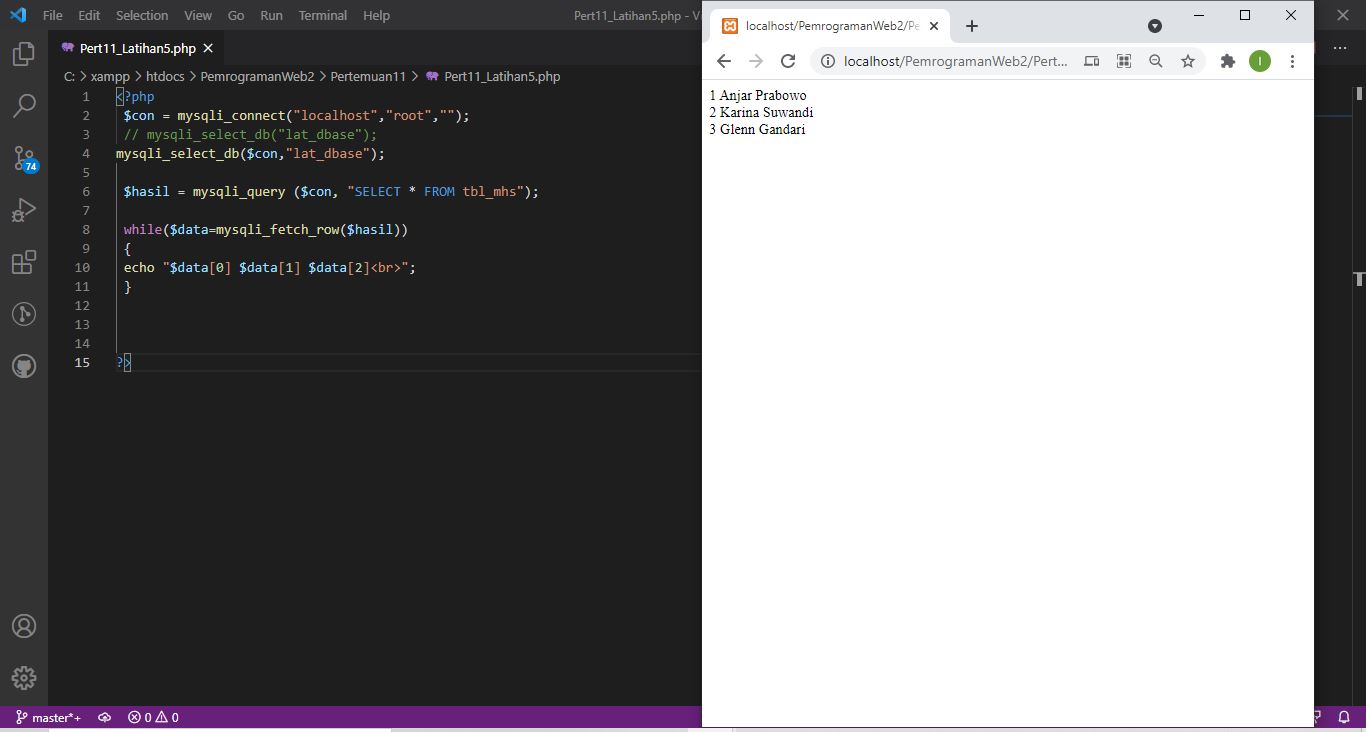 File Edit Selection View Go Run Terminal Help Pert11_Latihan5.php - V
Pert11_Latihan5.php
C: > xampp > htdocs > PemrogramanWeb2 > Pertemuan11 > Pert11_Latihan5.php
1 <?php
2 $con = mysqli_connect("localhost","root","");
3 // mysqli_select_db("lat_dbase");
4 mysqli_select_db($con,"lat_dbase");
5
6 $hasil = mysqli_query ($con, "SELECT * FROM tbl_mhs");
7
8 while($data=mysqli_fetch_row($hasil))
9 {
10 echo "$data[0] $data[1] $data[2]<br>";
11 }
12
13
14
15 ?>
74
master*+ 0 0
localhost/PemrogramanWeb2/Pe
localhost/PemrogramanWeb2/Pert...
I
1 Anjar Prabowo
2 Karina Suwandi
3 Glenn Gandari